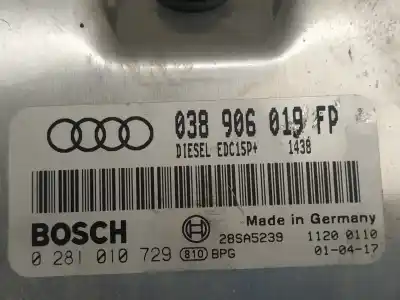 038 906 019 FP
DIESEL EDC15P+ 1438
BOSCH
Made in Germany
28SA5239 1120 0110
0 281 010 729 810 BPG 01-04-17